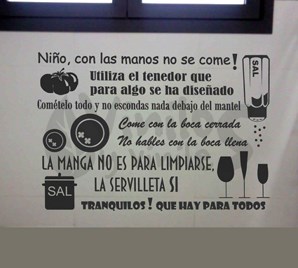 Niño, con las manos no se come!
SAL
Utiliza el tenedor que
para algo se ha diseñado
Comételo todo y no escondas nada debajo del mantel
Come con la boca cerrada
No hables con la boca llena
LA MANGA NO ES PARA LIMPIARSE,
LA SERVILLETA SI
SAL
TRANQUILOS! QUE HAY PARA TODOS